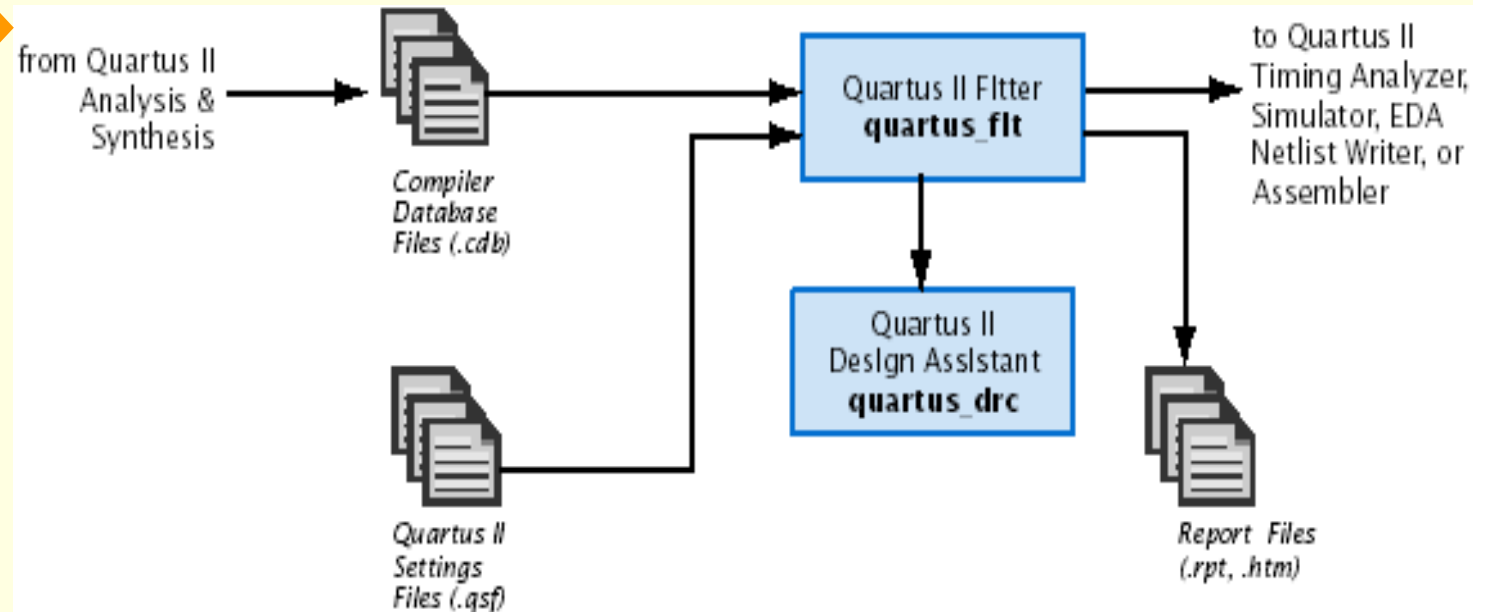 from Quartus II
Analysis &
Synthesis
Compiler
Database
Files (.cdb)
Quartus II Fitter
quartus_fit
to Quartus II
Timing Analyzer,
Simulator, EDA
Netlist Writer, or
Assembler
Quartus II
Design Assistant
quartus_drc
Quartus II
Settings
Files (.qsf)
Report Files
(.rpt, .htm)